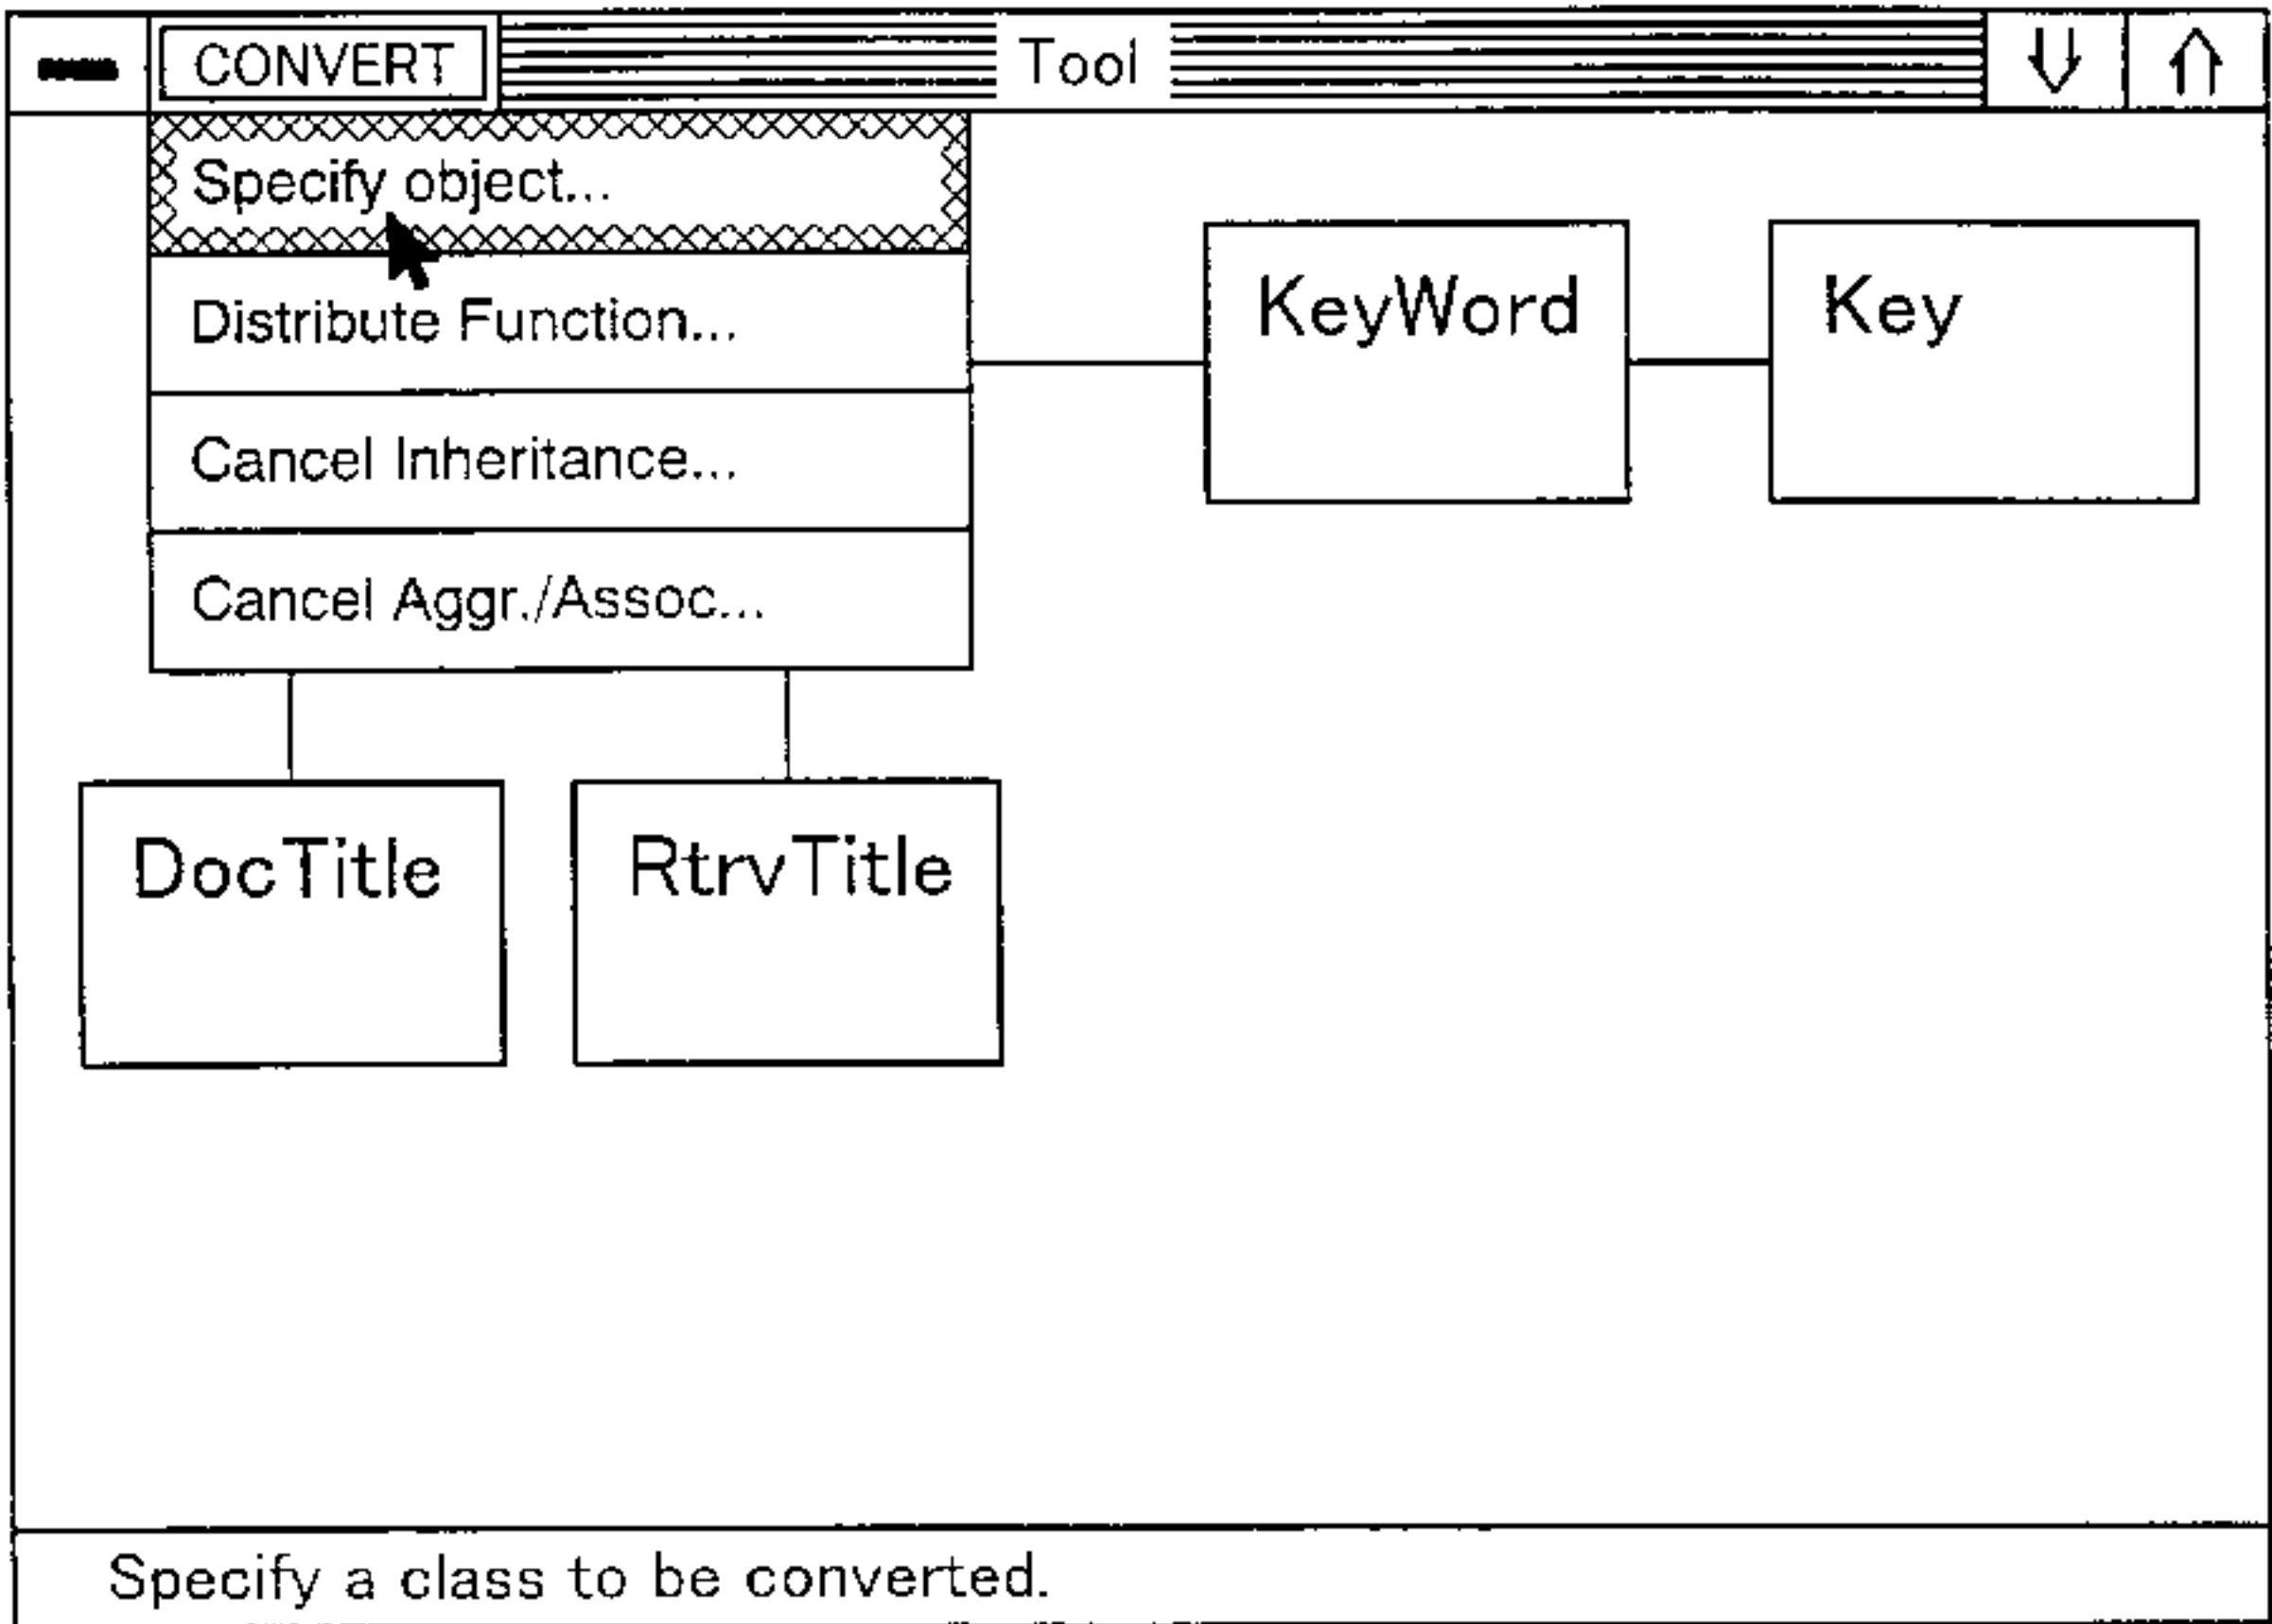 CONVERT Tool
Specify object...
Distribute Function...
Cancel Inheritance...
Cancel Aggr./Assoc...
KeyWord Key
DocTitle RtrvTitle
Specify a class to be converted.